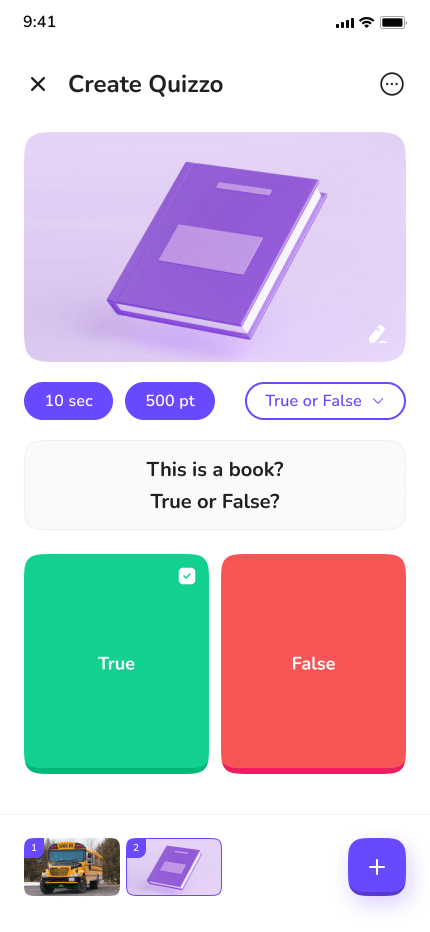 9:41
Create Quizzo
10 sec
500 pt
True or False
This is a book?
True or False?
True
False
1
2